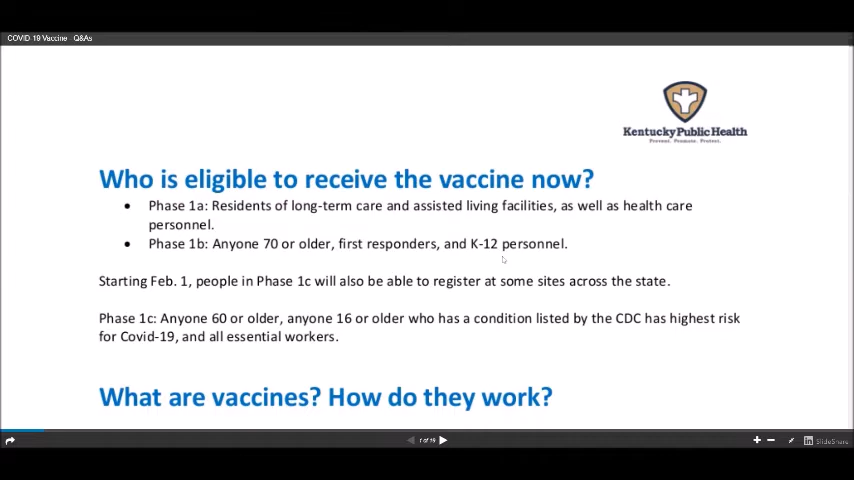 COVID 19 Vaccine Q&As
Kentucky Public Health
Prevent. Promote. Protect.
Who is eligible to receive the vaccine now?
• Phase 1a: Residents of long-term care and assisted living facilities, as well as health care
personnel.
• Phase 1b: Anyone 70 or older, first responders, and K-12 personnel.
Starting Feb. 1, people in Phase 1c will also be able to register at some sites across the state.
Phase 1c: Anyone 60 or older, anyone 16 or older who has a condition listed by the CDC has highest risk
for Covid-19, and all essential workers.
What are vaccines? How do they work?
1 of 19
SlideShare